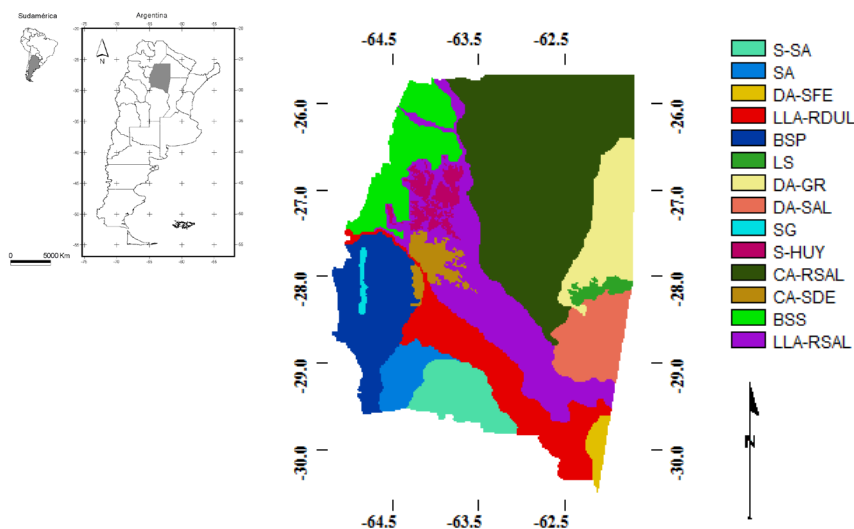 Sudamérica
Argentina
N
0 5000 Km
-64.5 -63.5 -62.5
-26.0 -26.0
-27.0 -27.0
-28.0 -28.0
-29.0 -29.0
-30.0 -30.0
-64.5 -63.5 -62.5
S-SA
SA
DA-SFE
LLA-RDUL
BSP
LS
DA-GR
DA-SAL
SG
S-HUY
CA-RSAL
CA-SDE
BSS
LLA-RSAL
N